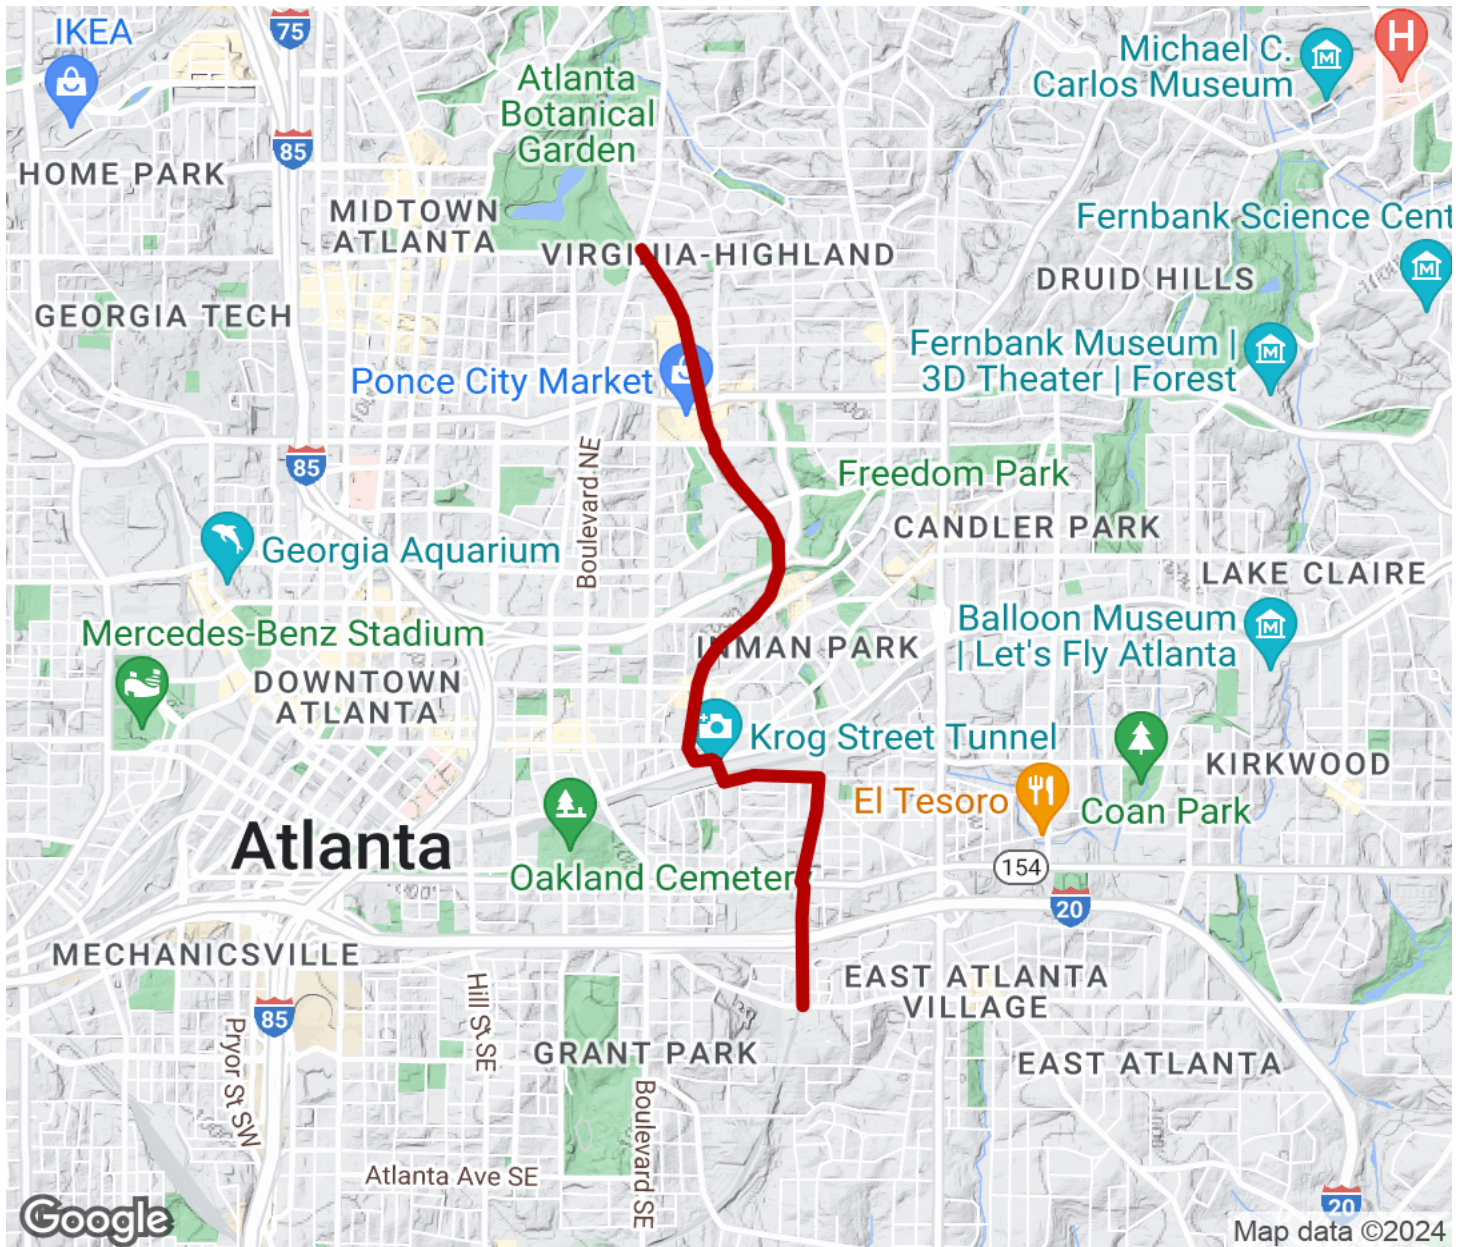 IKEA
75
Michael C.
Carlos Museum
H
Atlanta
Botanical
Garden
85
HOME PARK
MIDTOWN
ATLANTA
Fernbank Science Cent
VIRGINIA-HIGHLAND
DRUID HILLS
GEORGIA TECH
Fernbank Museum |
3D Theater | Forest
Ponce City Market
85
Boulevard NE
Freedom Park
CANDLER PARK
Georgia Aquarium
LAKE CLAIRE
Mercedes-Benz Stadium
Balloon Museum
| Let's Fly Atlanta
INMAN PARK
DOWNTOWN
ATLANTA
Krog Street Tunnel
KIRKWOOD
El Tesoro
Coan Park
Atlanta
154
Oakland Cemetery
20
MECHANICSVILLE
EAST ATLANTA
VILLAGE
85
Hill St SE
Pryor St SW
GRANT PARK
EAST ATLANTA
Boulevard SE
Atlanta Ave SE
20
Google
Map data ©2024